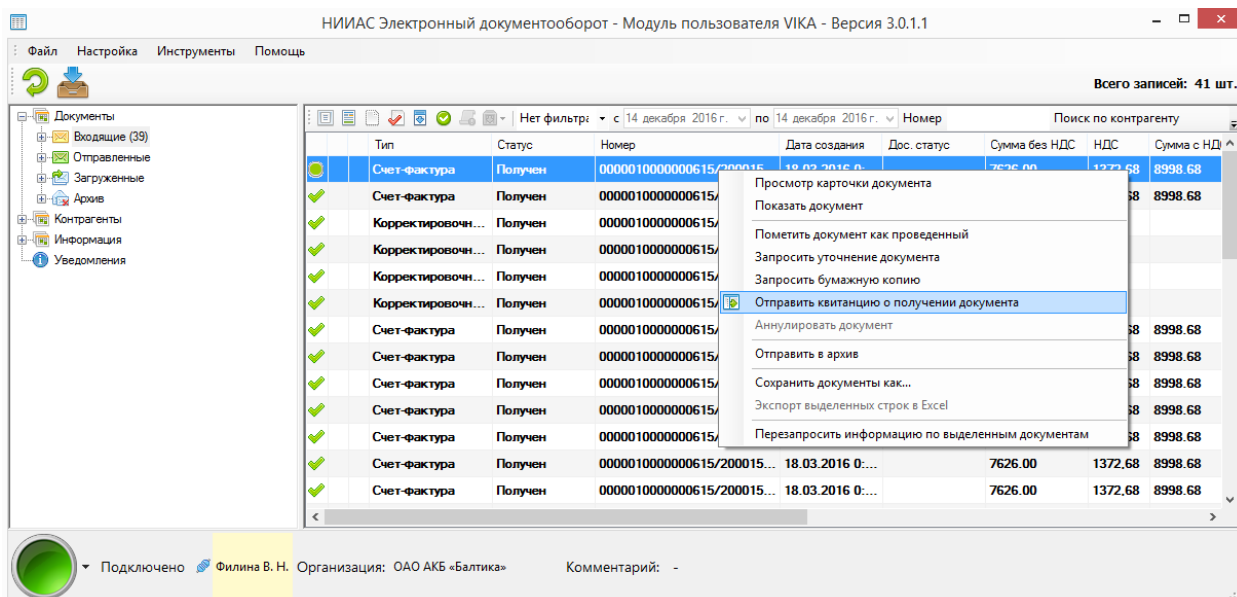 НИИАС Электронный документооборот - Модуль пользователя VIKA - Версия 3.0.1.1
Файл Настройка Инструменты Помощь
Всего записей: 41 шт.
Документы
Входящие (39)
Отправленные
Загруженные
Архив
Контрагенты
Информация
Уведомления
Нет фильтра с 14 декабря 2016 г. по 14 декабря 2016 г. Номер Поиск по контрагенту
Тип Статус Номер Дата создания Дос. статус Сумма без НДС НДС Сумма с НД
Счет-фактура Получен 0000010000000615/200015... 18.03.2016 0:... 7626.00 1372.68 8998.68
Счет-фактура Получен 0000010000000615/ 8998.68
Корректировочн... Получен 0000010000000615/
Корректировочн... Получен 0000010000000615/
Корректировочн... Получен 0000010000000615/
Корректировочн... Получен 0000010000000615/
Счет-фактура Получен 0000010000000615/ 68 8998.68
Счет-фактура Получен 0000010000000615/ 68 8998.68
Счет-фактура Получен 0000010000000615/ 68 8998.68
Счет-фактура Получен 0000010000000615/ 68 8998.68
Счет-фактура Получен 0000010000000615/ 68 8998.68
Счет-фактура Получен 0000010000000615/200015... 18.03.2016 0:... 7626.00 1372.68 8998.68
Счет-фактура Получен 0000010000000615/200015... 18.03.2016 0:... 7626.00 1372.68 8998.68
Просмотр карточки документа
Показать документ
Пометить документ как проведенный
Запросить уточнение документа
Запросить бумажную копию
Отправить квитанцию о получении документа
Аннулировать документ
Отправить в архив
Сохранить документы как...
Экспорт выделенных строк в Excel
Перезапросить информацию по выделенным документам
Подключено Филина В. Н. Организация: ОАО АКБ «Балтика» Комментарий: -